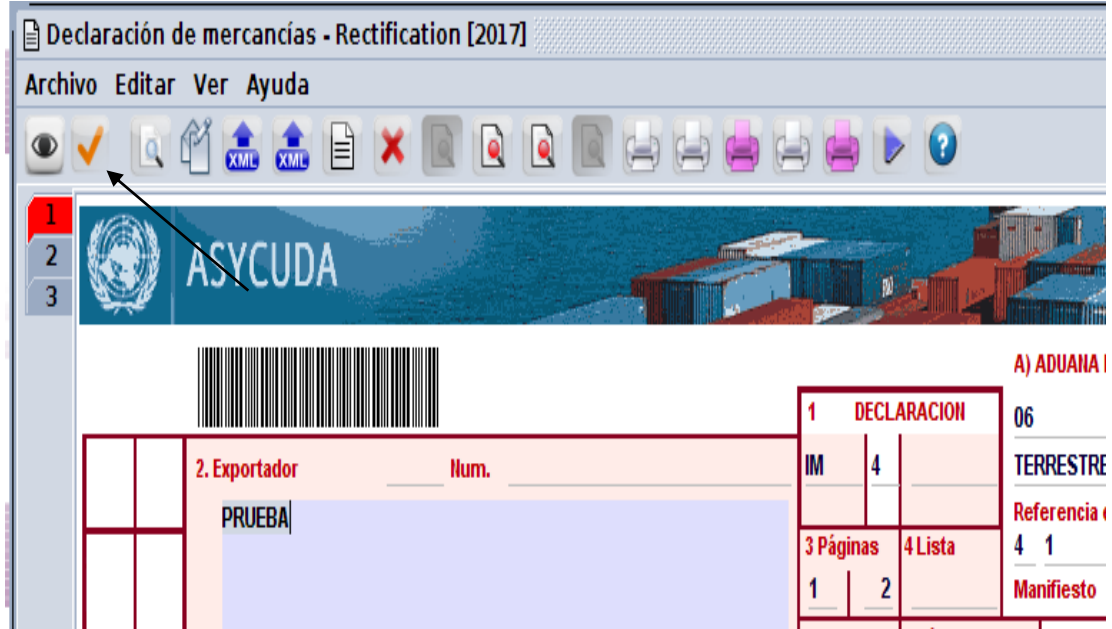 Declaración de mercancías - Rectification [2017]
Archivo Editar Ver Ayuda
XML XML ?
1
2
3
ASYCUDA
A) ADUANA
1 DECLARACION
06
2. Exportador Num.
IM 4
TERRESTRE
PRUEBA
Referencia
3 Páginas 4 Lista
4 1
1 2
Manifiesto